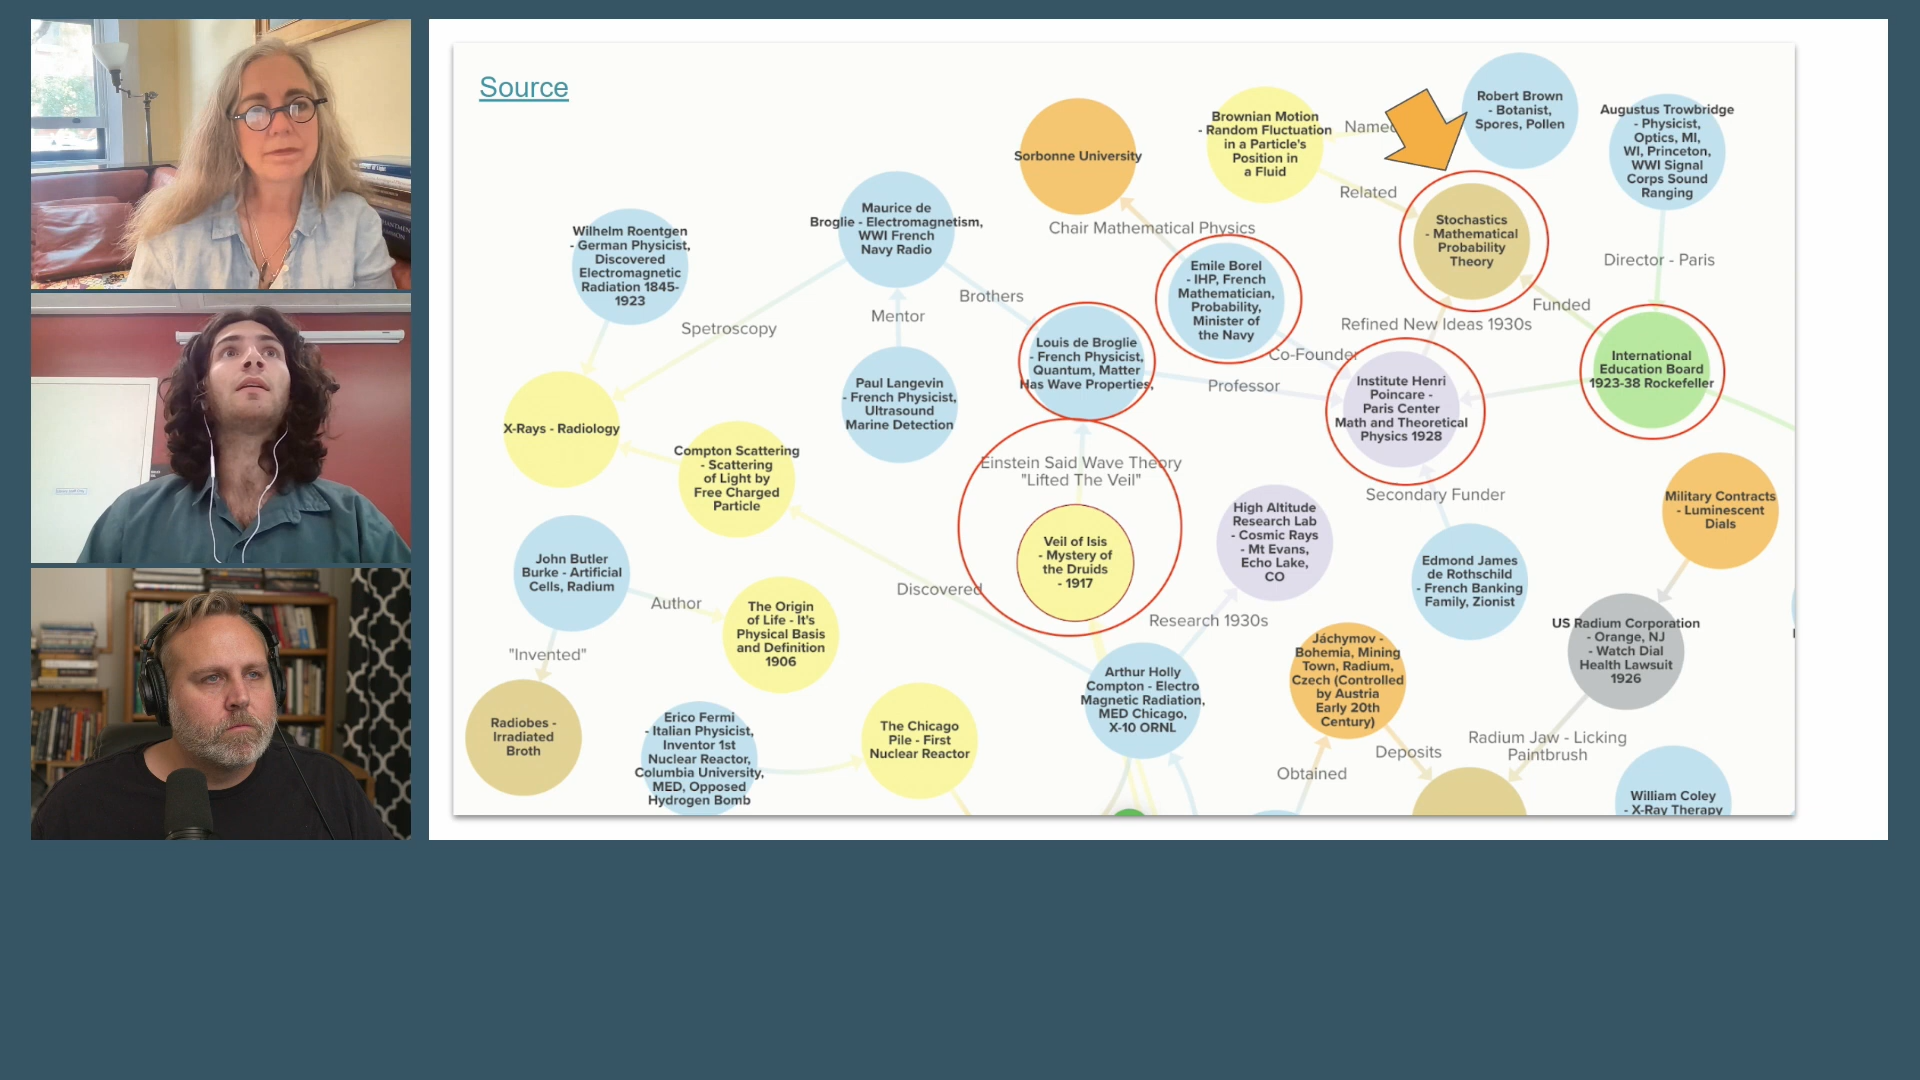 Source
Robert Brown
- Botanist,
Spores, Pollen
Augustus Trowbridge
- Physicist,
Optics, MI,
WI, Princeton,
WWI Signal
Corps Sound
Ranging
Brownian Motion
- Random Fluctuation
in a Particle's
Position in
a Fluid
Named
Sorbonne University
Related
Maurice de
Broglie - Electromagnetism,
WWI French
Navy Radio
Chair Mathematical Physics
Stochastics
- Mathematical
Probability
Theory
Wilhelm Roentgen
- German Physicist,
Discovered
Electromagnetic
Radiation 1845-
1923
Emile Borel
- IHP, French
Mathematician,
Probability,
Minister of
the Navy
Director - Paris
Brothers
Funded
Mentor
Spetroscopy
Refined New Ideas 1930s
Louis de Broglie
- French Physicist,
Quantum, Matter
Has Wave Properties,
Co-Founder
International
Education Board
1923-38 Rockefeller
Paul Langevin
- French Physicist,
Ultrasound
Marine Detection
Professor
Institute Henri
Poincare -
Paris Center
Math and Theoretical
Physics 1928
X-Rays - Radiology
Compton Scattering
- Scattering
of Light by
Free Charged
Particle
Einstein Said Wave Theory
"Lifted The Veil"
Secondary Funder
Military Contracts
- Luminescent
Dials
High Altitude
Research Lab
- Cosmic Rays
- Mt Evans,
Echo Lake,
CO
Veil of Isis
- Mystery of
the Druids
- 1917
John Butler
Burke - Artificial
Cells, Radium
Edmond James
de Rothschild
- French Banking
Family, Zionist
Discovered
Author
The Origin
of Life - It's
Physical Basis
and Definition
1906
Research 1930s
US Radium Corporation
- Orange, NJ
- Watch Dial
Health Lawsuit
1926
Jáchymov -
Bohemia, Mining
Town, Radium,
Czech (Controlled
by Austria
Early 20th
Century)
"Invented"
Arthur Holly
Compton - Electro
Magnetic Radiation,
MED Chicago,
X-10 ORNL
Radiobes -
Irradiated
Broth
Erico Fermi
- Italian Physicist,
Inventor 1st
Nuclear Reactor,
Columbia University,
MED, Opposed
Hydrogen Bomb
The Chicago
Pile - First
Nuclear Reactor
Radium Jaw - Licking
Paintbrush
Deposits
Obtained
William Coley
- X-Ray Therapy